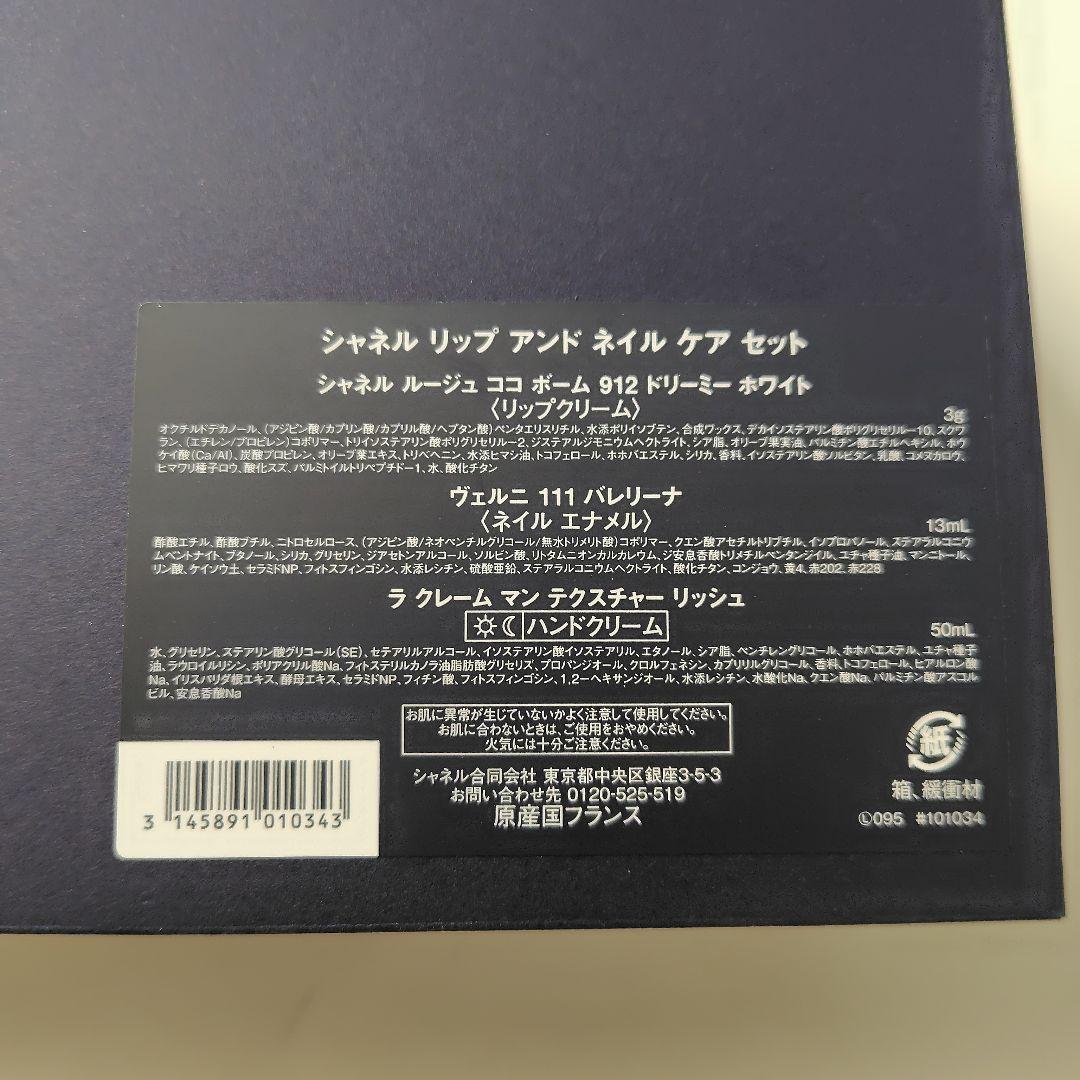 シャネル リップ アンド ネイル ケア セット
シャネル ルージュ ココ ボーム 912 ドリーミー ホワイト
〈リップクリーム〉
3g
オクチルドデカノール、(アジピン酸/カプリン酸/カプリル酸/ヘプタン酸)ペンタエリスリチル、水添ポリイソブテン、合成ワックス、デカイソステアリン酸ポリグリセリル-10、スクワ
ラン、(エチレン/プロピレン)コポリマー、トリイソステアリン酸ポリグリセリル-2、ジステアルジモニウムヘクトライト、シア脂、オリーブ果実油、パルミチン酸エチルヘキシル、ホウ
ケイ酸(Ca/Al)、炭酸プロピレン、オリーブ葉エキス、トリベヘニン、水添ヒマシ油、トコフェロール、ホホバエステル、シリカ、香料、イソステアリン酸ソルビタン、乳酸、コメヌカロウ、
ヒマワリ種子ロウ、酸化スズ、パルミトイルトリペプチド-1、水、酸化チタン
ヴェルニ 111 バレリーナ
〈ネイル エナメル〉
13mL
酢酸エチル、酢酸ブチル、ニトロセルロース、(アジピン酸/ネオペンチルグリコール/無水トリメリト酸)コポリマー、クエン酸アセチルトリブチル、イソプロパノール、ステアラルコニウ
ムベントナイト、ブタノール、シリカ、グリセリン、ジアセトンアルコール、ソルビン酸、リトタムニオンカルカレウム、ジ安息香酸トリメチルペンタンジイル、エチャ種子油、マンニトール、
リン酸、ケイソウ土、セラミドNP、フィトスフィンゴシン、水添レシチン、硫酸亜鉛、ステアラルコニウムヘクトライト、酸化チタン、コンジョウ、黄4、赤202、赤228
ラ クレーム マン テクスチャー リッシュ
ハンドクリーム
50mL
水、グリセリン、ステアリン酸グリコール(SE)、セテアリルアルコール、イソステアリン酸イソステアリル、エタノール、シア脂、ペンチレングリコール、ホホバエステル、エチャ種子
油、ラウロイルリシン、ポリアクリル酸Na、フィトステリルカノラ油脂肪酸グリセリズ、プロパンジオール、クロルフェネシン、カプリリルグリコール、香料、トコフェロール、ヒアルロン酸
Na、イリスパリダ根エキス、酵母エキス、セラミドNP、フィチン酸、フィトスフィンゴシン、1,2-ヘキサンジオール、水添レシチン、水酸化Na、クエン酸Na、パルミチン酸アスコル
ビル、安息香酸Na
お肌に異常が生じていないかよく注意して使用してください。
お肌に合わないときは、ご使用をおやめください。
火気には十分ご注意ください。
シャネル合同会社 東京都中央区銀座3-5-3
お問い合わせ先 0120-525-519
原産国フランス
紙
箱、緩衝材
Ⓛ095 #101034
3 145891 010343